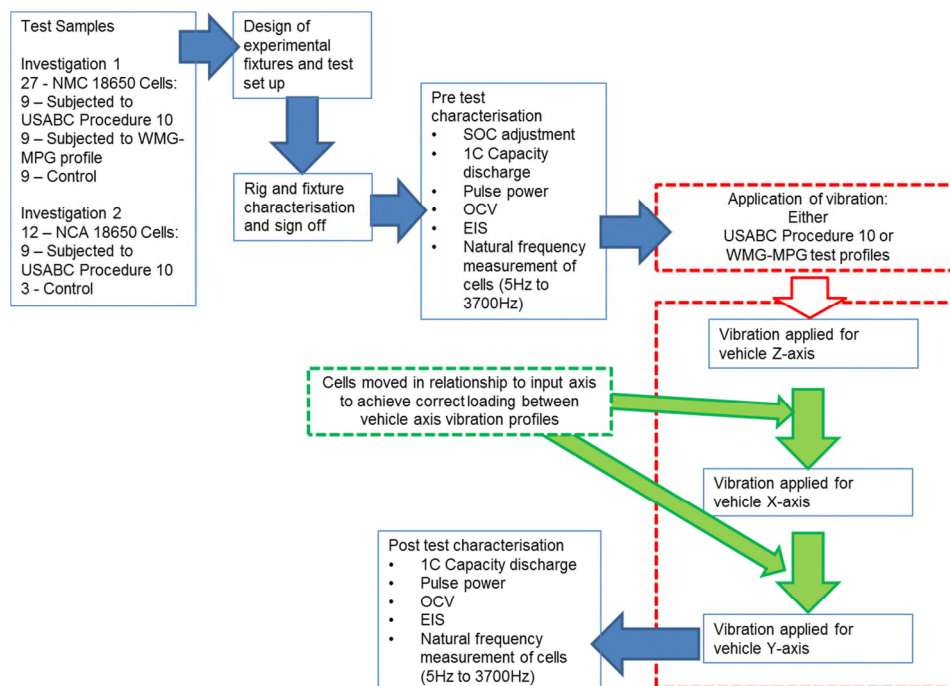 Test Samples
Investigation 1
27 - NMC 18650 Cells:
9 – Subjected to
USABC Procedure 10
9 – Subjected to WMG-
MPG profile
9 – Control
Investigation 2
12 – NCA 18650 Cells:
9 – Subjected to
USABC Procedure 10
3 - Control
Design of
experimental
fixtures and test
set up
Rig and fixture
characterisation
and sign off
Pre test
characterisation
• SOC adjustment
• 1C Capacity
discharge
• Pulse power
• OCV
• EIS
• Natural frequency
measurement of
cells (5Hz to
3700Hz)
Application of vibration:
Either
USABC Procedure 10 or
WMG-MPG test profiles
Vibration applied for
vehicle Z-axis
Cells moved in relationship to input axis
to achieve correct loading between
vehicle axis vibration profiles
Vibration applied for
vehicle X-axis
Vibration applied for
vehicle Y-axis
Post test characterisation
• 1C Capacity discharge
• Pulse power
• OCV
• EIS
• Natural frequency
measurement of cells
(5Hz to 3700Hz)